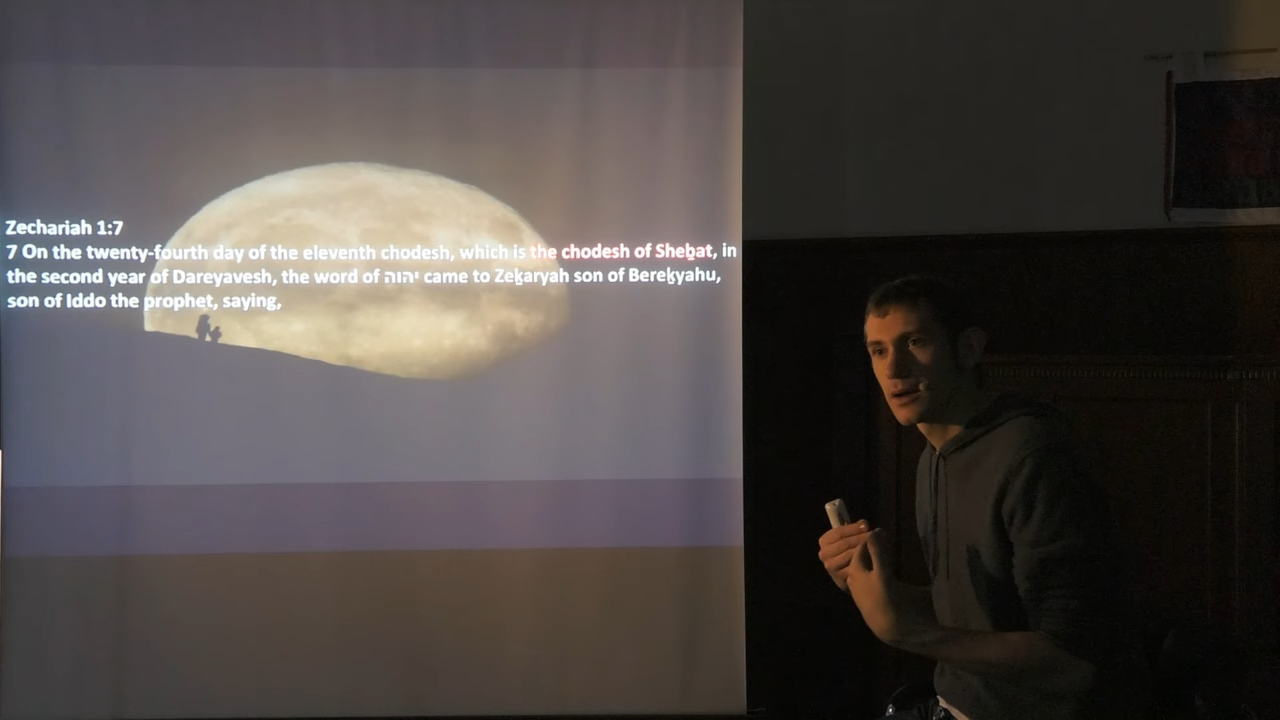 Zechariah 1:7
7 On the twenty-fourth day of the eleventh chodesh, which is the chodesh of Sheḇat, in
the second year of Dareyavesh, the word of יהוה came to Zeḵaryah son of Bereḵyahu,
son of Iddo the prophet, saying,